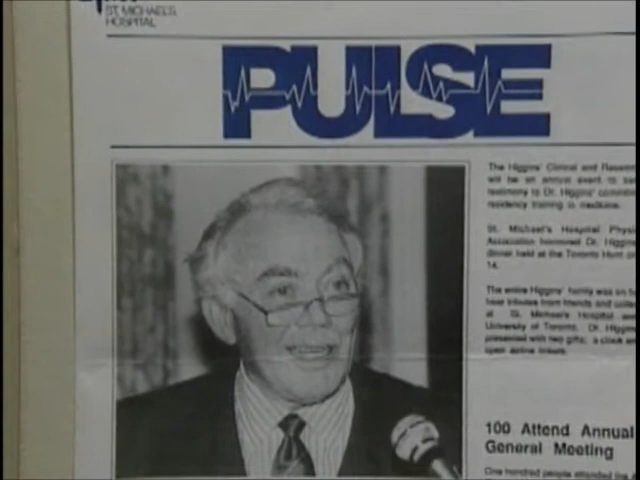 ST. MICHAEL'S
HOSPITAL
PULSE
The Higgins' Clinical and Research
will be an annual event to
testimony to Dr. Higgins'
residency training in medicine.
St. Michael's Hospital
Association honoured Dr.
dinner held at the Toronto Hunt
14.
The entire Higgins' family was on
hear tributes from friends and
at St. Michael's Hospital and
University of Toronto. Dr.
presented with two gifts; a clock
open airline tickets.
100 Attend Annual
General Meeting
One hundred people attended the